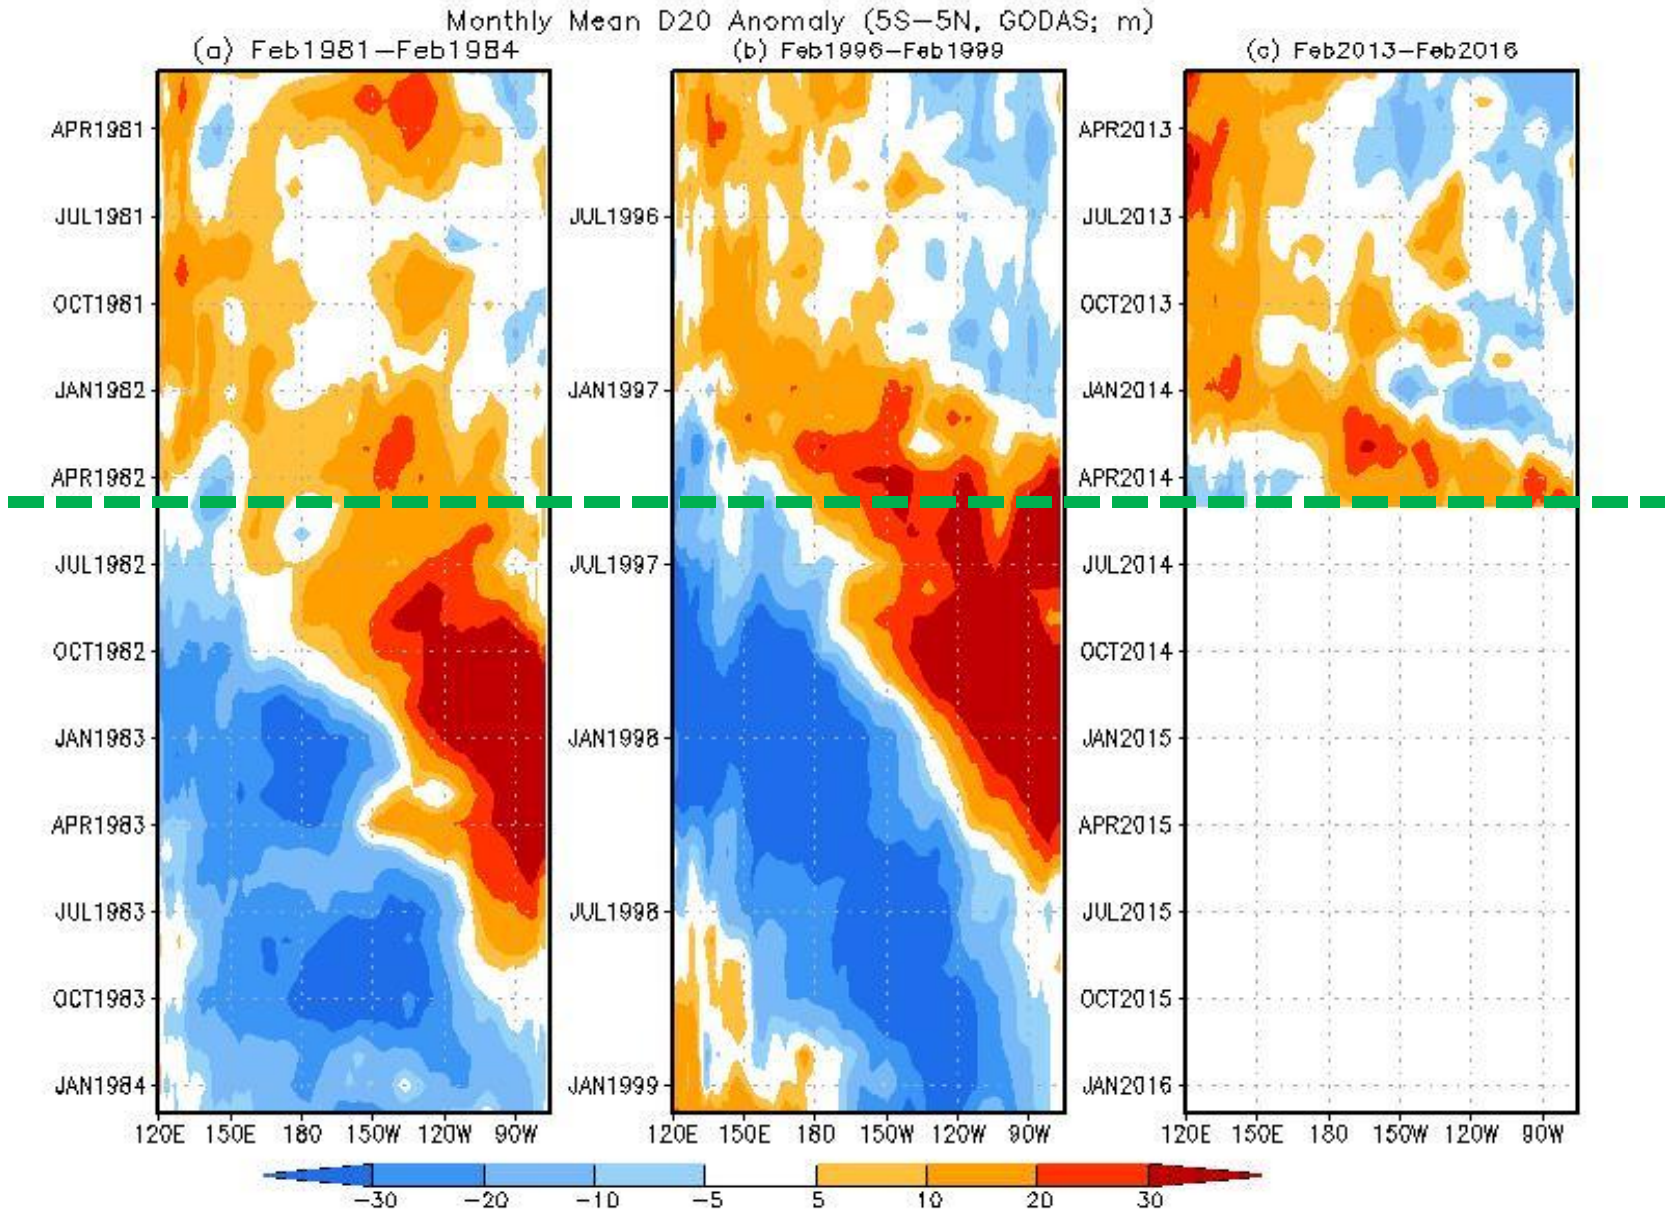 Monthly Mean D20 Anomaly (5S-5N, GODAS; m)
(a) Feb1981-Feb1984
(b) Feb1996-Feb1999
(c) Feb2013-Feb2016
APR1981
JUL1981
OCT1981
JAN1982
APR1982
JUL1982
OCT1982
JAN1983
APR1983
JUL1983
OCT1983
JAN1984
120E 150E 180 150W 120W 90W
JUL1996
JAN1997
JUL1997
JAN1998
JUL1998
JAN1999
120E 150E 180 150W 120W 90W
APR2013
JUL2013
OCT2013
JAN2014
APR2014
JUL2014
OCT2014
JAN2015
APR2015
JUL2015
OCT2015
JAN2016
120E 150E 180 150W 120W 90W
-30 -20 -10 -5 5 10 20 30